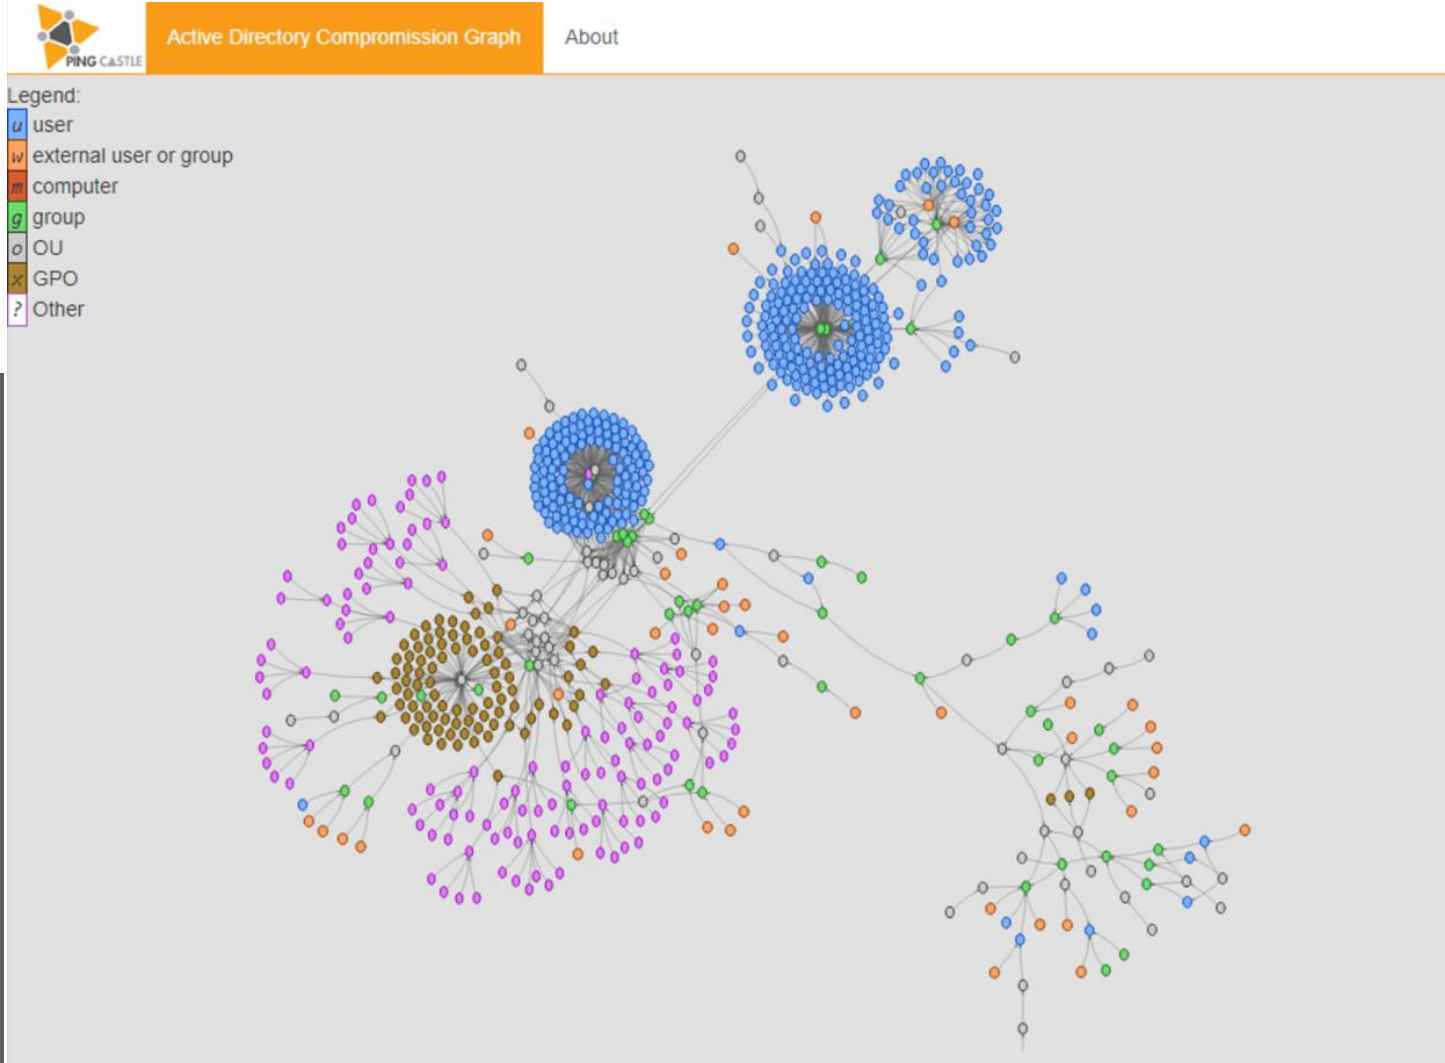 PING CASTLE
Active Directory Compromission Graph
About
Legend:
u user
w external user or group
m computer
g group
o OU
x GPO
? Other